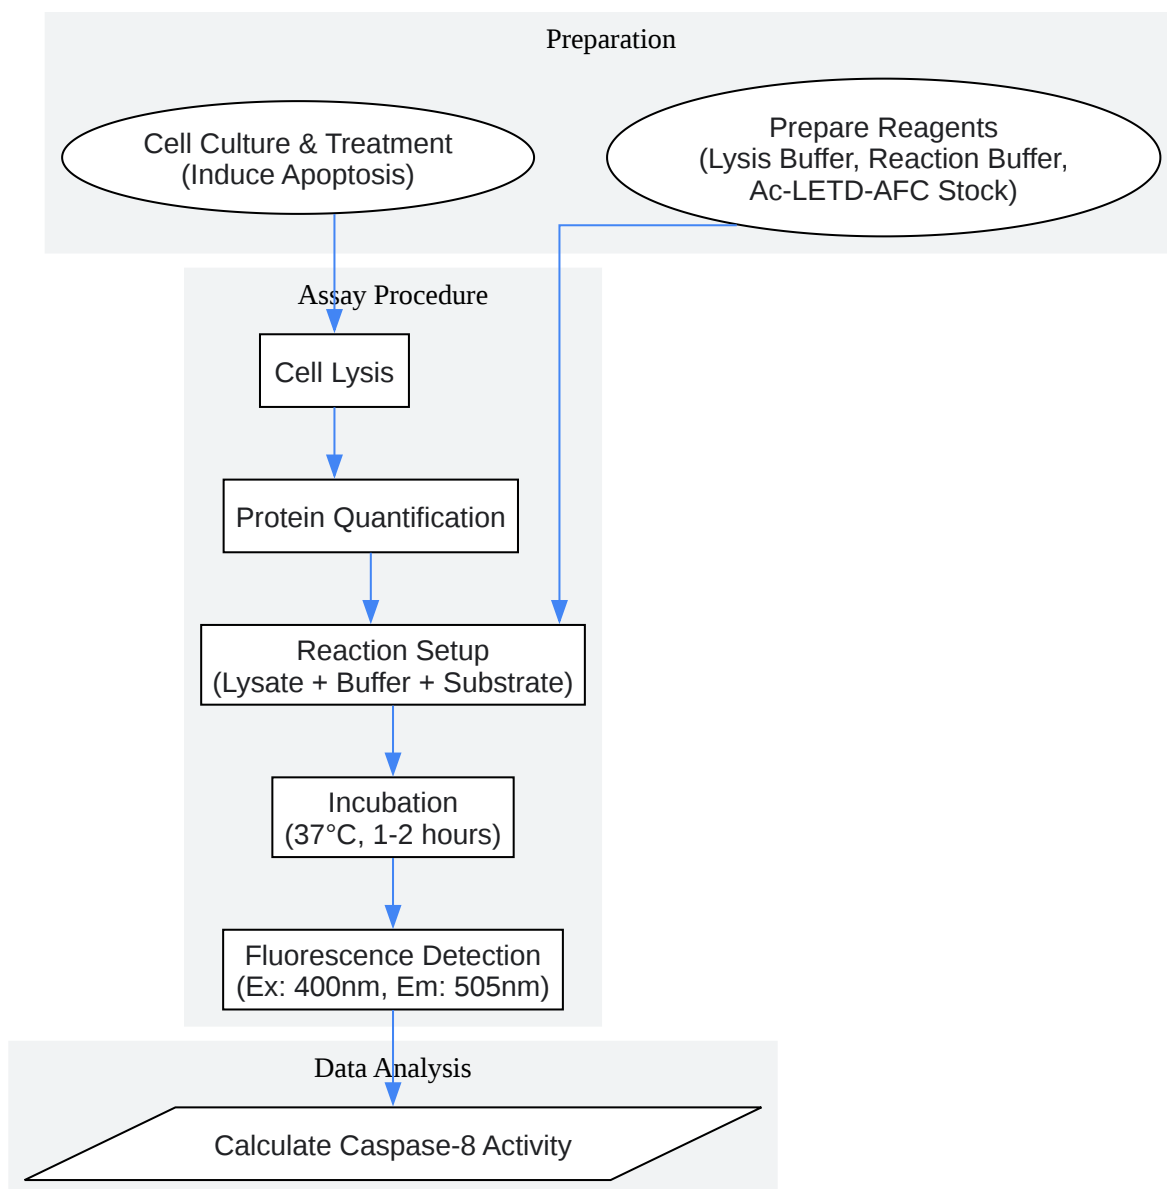 Preparation
Cell Culture & Treatment
(Induce Apoptosis)
Prepare Reagents
(Lysis Buffer, Reaction Buffer,
Ac-LETD-AFC Stock)
Assay Procedure
Cell Lysis
Protein Quantification
Reaction Setup
(Lysate + Buffer + Substrate)
Incubation
(37°C, 1-2 hours)
Fluorescence Detection
(Ex: 400nm, Em: 505nm)
Data Analysis
Calculate Caspase-8 Activity